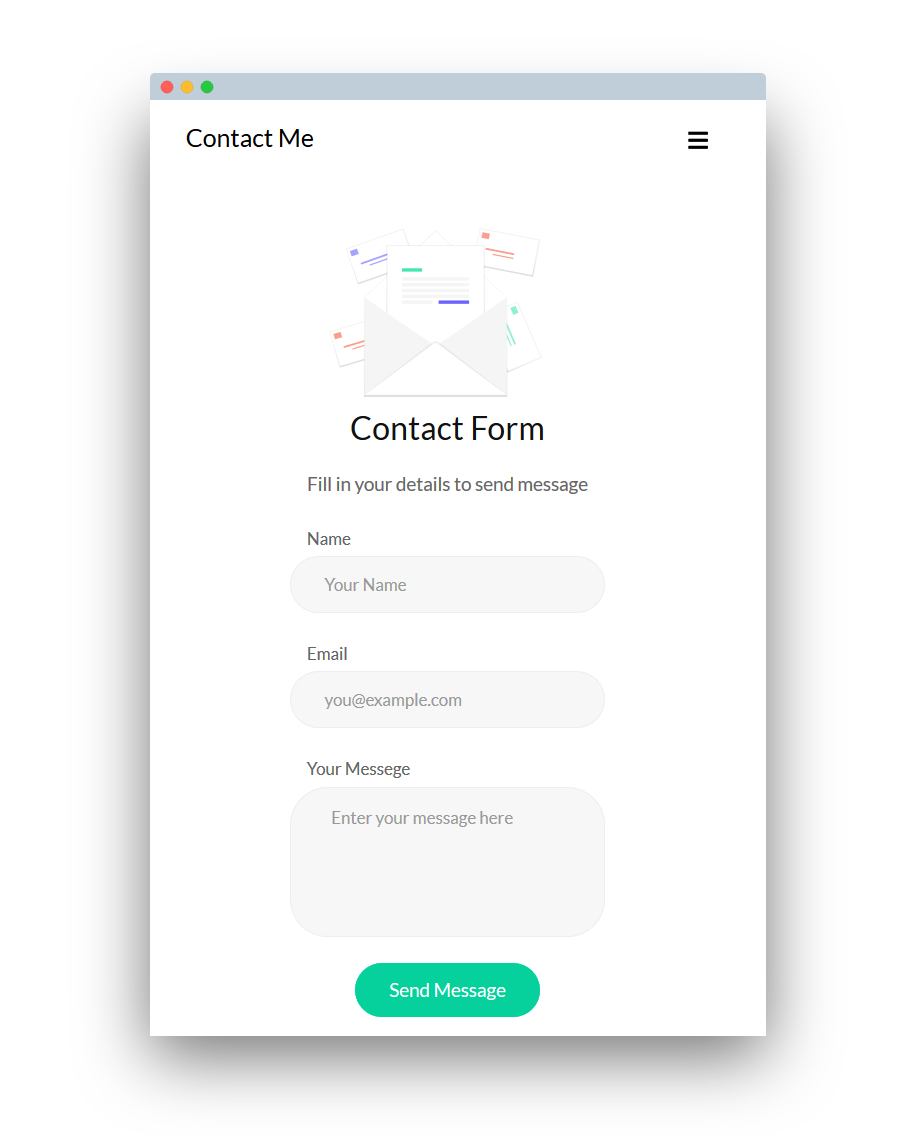 Contact Me
Contact Form
Fill in your details to send message
Name
Your Name
Email
you@example.com
Your Messege
Enter your message here
Send Message